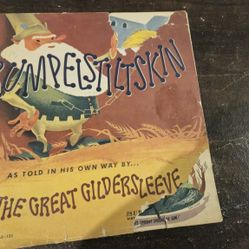 RUMPELSTILTSKIN
AS TOLD IN HIS OWN WAY BY...
THE GREAT GILDERSLEEVE